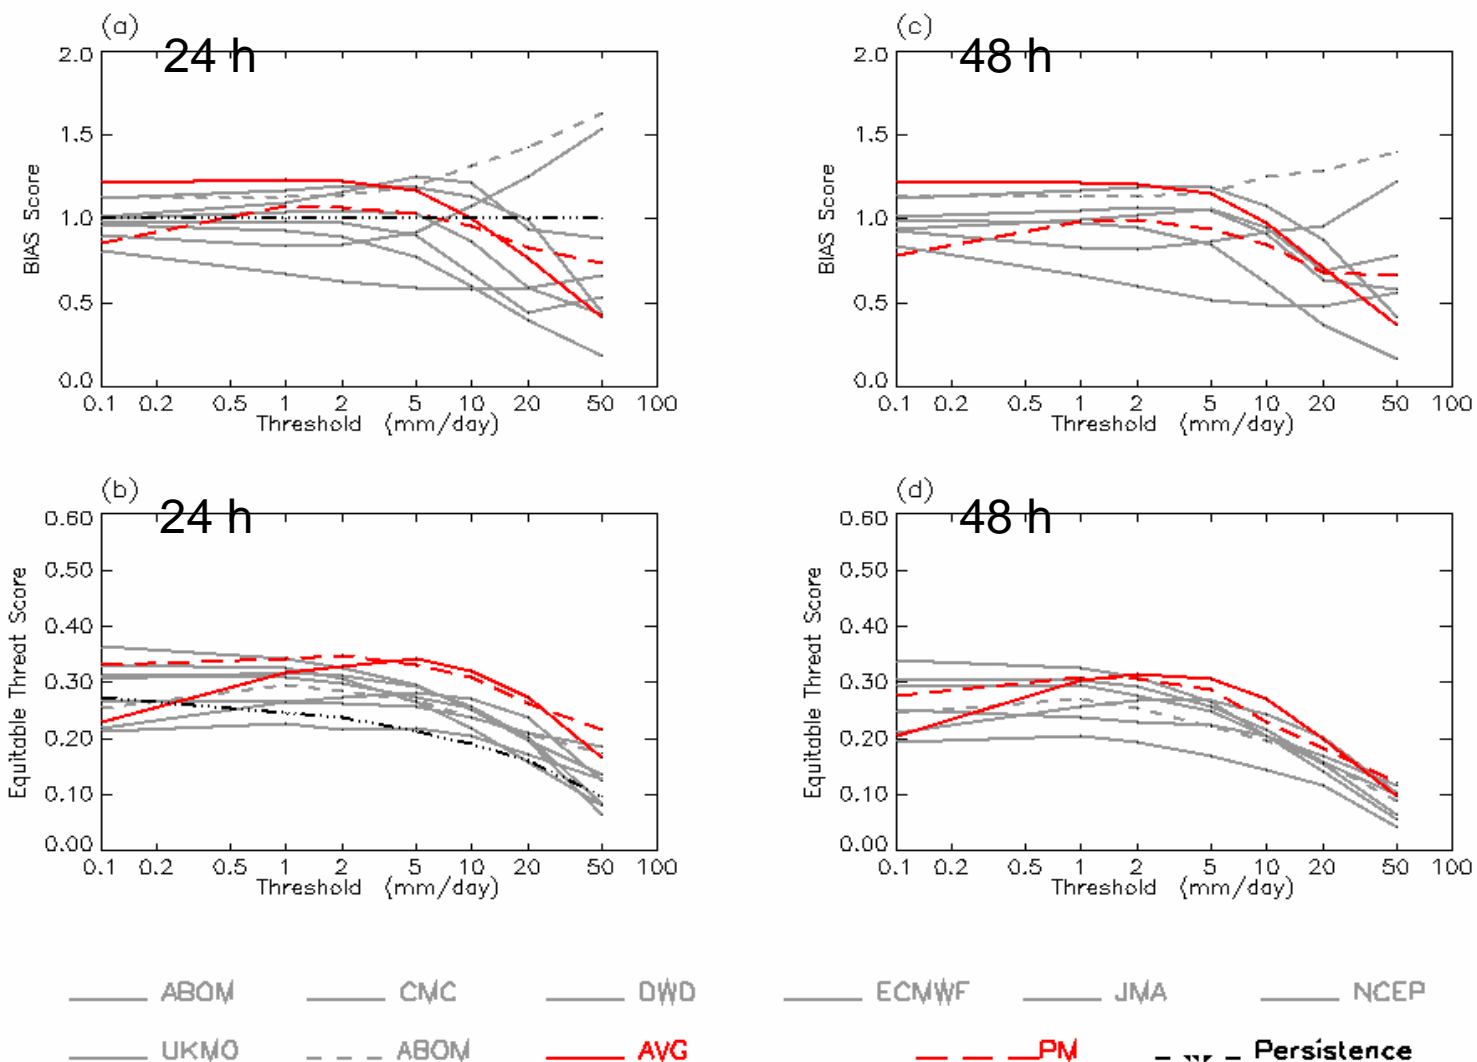 (a)
24 h
BIAS Score
2.0
1.5
1.0
0.5
0.0
0.1 0.2 0.5 1 2 5 10 20 50 100
Threshold (mm/day)
(c)
48 h
BIAS Score
2.0
1.5
1.0
0.5
0.0
0.1 0.2 0.5 1 2 5 10 20 50 100
Threshold (mm/day)
(b)
24 h
Equitable Threat Score
0.60
0.50
0.40
0.30
0.20
0.10
0.00
0.1 0.2 0.5 1 2 5 10 20 50 100
Threshold (mm/day)
(d)
48 h
Equitable Threat Score
0.60
0.50
0.40
0.30
0.20
0.10
0.00
0.1 0.2 0.5 1 2 5 10 20 50 100
Threshold (mm/day)
ABOM CMC DWD ECMWF JMA NCEP
UKMO ABOM AVG PM Persistence